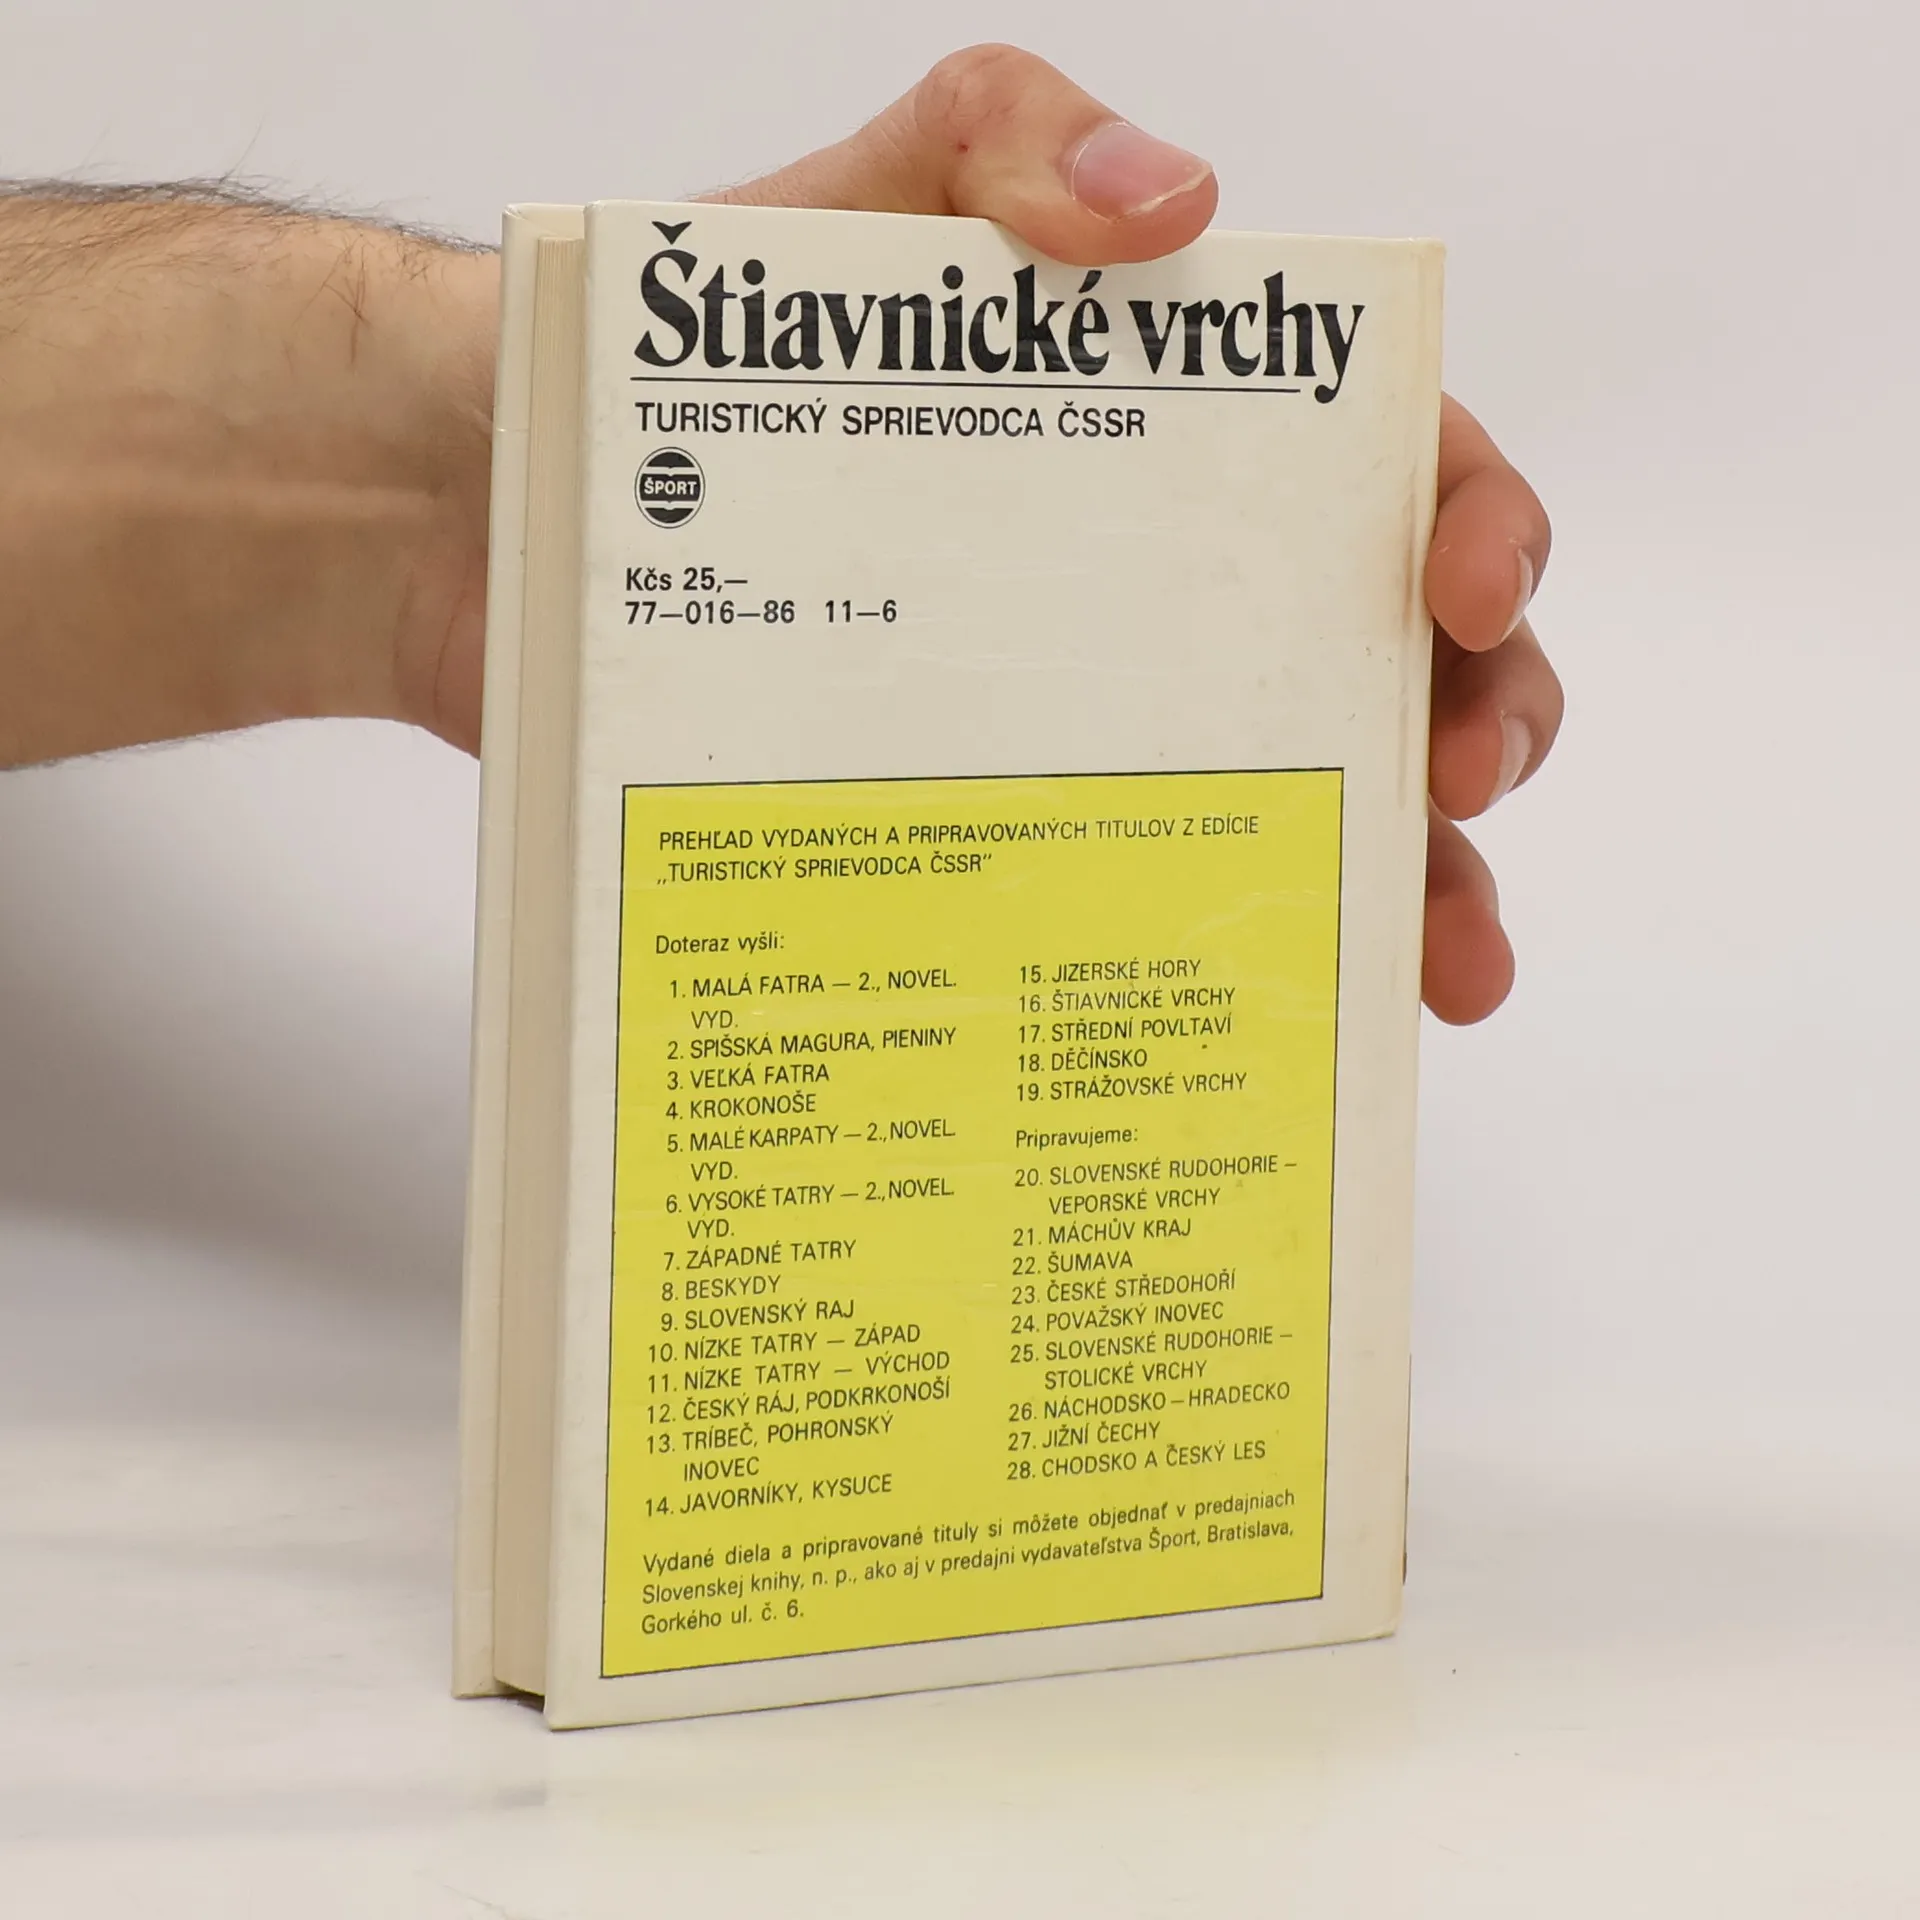 Štiavnické vrchy
TURISTICKÝ SPRIEVODCA ČSSR
ŠPORT
Kčs 25,—
77—016—86 11—6
PREHĽAD VYDANÝCH A PRIPRAVOVANÝCH TITULOV Z EDÍCIE
„TURISTICKÝ SPRIEVODCA ČSSR”
Doteraz vyšli:
1. MALÁ FATRA — 2., NOVEL.
VYD.
2. SPIŠSKÁ MAGURA, PIENINY
3. VEĽKÁ FATRA
4. KROKONOŠE
5. MALÉ KARPATY — 2., NOVEL.
VYD.
6. VYSOKÉ TATRY — 2., NOVEL.
VYD.
7. ZÁPADNÉ TATRY
8. BESKYDY
9. SLOVENSKÝ RAJ
10. NÍZKE TATRY — ZÁPAD
11. NÍZKE TATRY — VÝCHOD
12. ČESKÝ RÁJ, PODKRKONOŠÍ
13. TRÍBEČ, POHRONSKÝ
INOVEC
14. JAVORNÍKY, KYSUCE
15. JIZERSKÉ HORY
16. ŠTIAVNICKÉ VRCHY
17. STŘEDNÍ POVLTAVÍ
18. DĚČÍNSKO
19. STRÁŽOVSKÉ VRCHY
Pripravujeme:
20. SLOVENSKÉ RUDOHORIE –
VEPORSKÉ VRCHY
21. MÁCHŮV KRAJ
22. ŠUMAVA
23. ČESKÉ STŘEDOHOŘÍ
24. POVAŽSKÝ INOVEC
25. SLOVENSKÉ RUDOHORIE –
STOLICKÉ VRCHY
26. NÁCHODSKO – HRADECKO
27. JIŽNÍ ČECHY
28. CHODSKO A ČESKÝ LES
Vydané diela a pripravované tituly si môžete objednať v predajniach
Slovenskej knihy, n. p., ako aj v predajni vydavateľstva Šport, Bratislava,
Gorkého ul. č. 6.